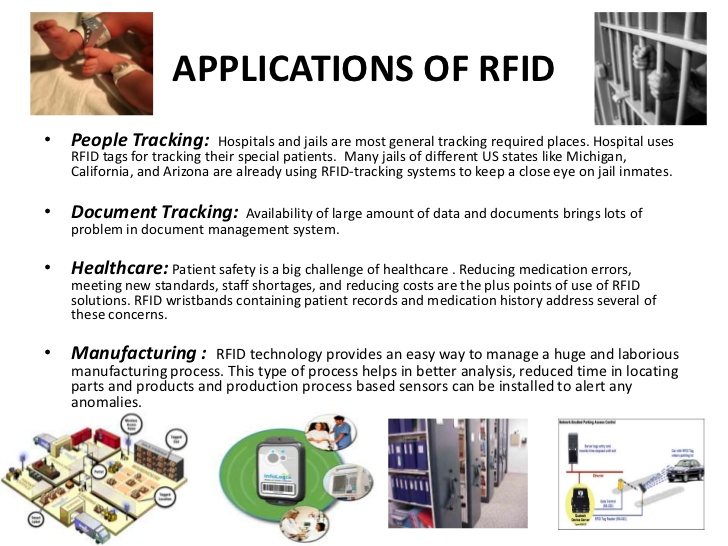 APPLICATIONS OF RFID
• People Tracking: Hospitals and jails are most general tracking required places. Hospital uses
RFID tags for tracking their special patients. Many jails of different US states like Michigan,
California, and Arizona are already using RFID-tracking systems to keep a close eye on jail inmates.
• Document Tracking: Availability of large amount of data and documents brings lots of
problem in document management system.
• Healthcare: Patient safety is a big challenge of healthcare . Reducing medication errors,
meeting new standards, staff shortages, and reducing costs are the plus points of use of RFID
solutions. RFID wristbands containing patient records and medication history address several of
these concerns.
• Manufacturing : RFID technology provides an easy way to manage a huge and laborious
manufacturing process. This type of process helps in better analysis, reduced time in locating
parts and products and production process based sensors can be installed to alert any
anomalies.
Network-Enabled Parking Access Control
Ethernet